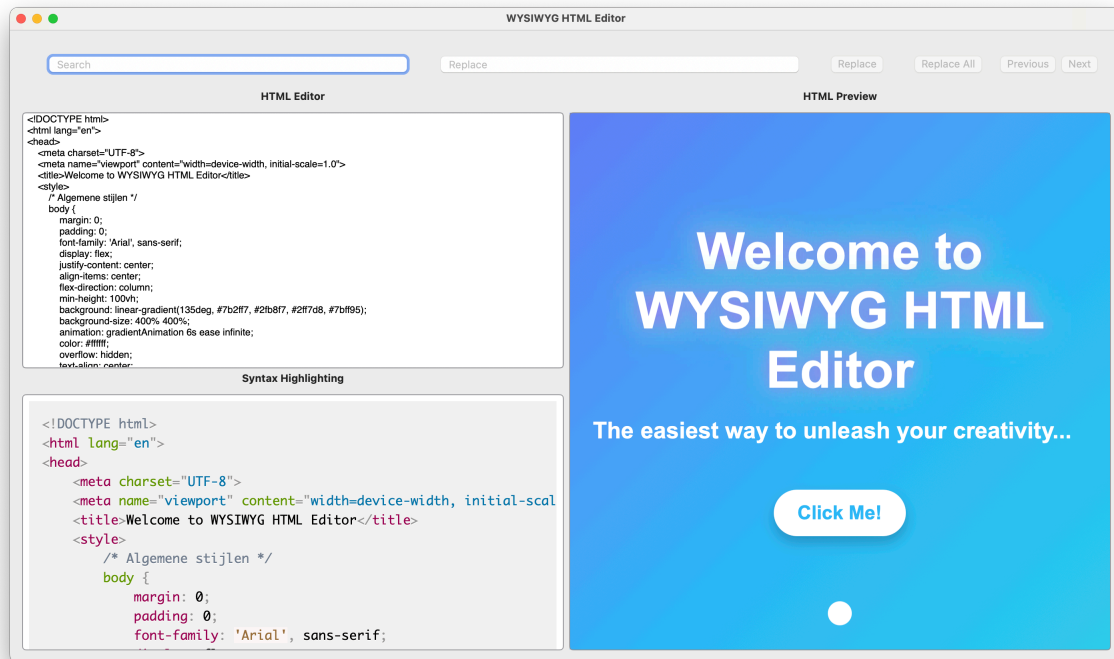 WYSIWYG HTML Editor
Search
Replace
Replace
Replace All
Previous
Next
HTML Editor
<!DOCTYPE html>
<html lang="en">
<head>
    <meta charset="UTF-8">
    <meta name="viewport" content="width=device-width, initial-scale=1.0">
    <title>Welcome to WYSIWYG HTML Editor</title>
    <style>
        /* Algemene stijlen */
        body {
            margin: 0;
            padding: 0;
            font-family: 'Arial', sans-serif;
            display: flex;
            justify-content: center;
            align-items: center;
            flex-direction: column;
            min-height: 100vh;
            background: linear-gradient(135deg, #7b2ff7, #2fb8f7, #2ff7d8, #7bff95);
            background-size: 400% 400%;
            animation: gradientAnimation 6s ease infinite;
            color: #ffffff;
            overflow: hidden;
            text-align: center;
Syntax Highlighting
<!DOCTYPE html>
<html lang="en">
<head>
    <meta charset="UTF-8">
    <meta name="viewport" content="width=device-width, initial-scal
    <title>Welcome to WYSIWYG HTML Editor</title>
    <style>
        /* Algemene stijlen */
        body {
            margin: 0;
            padding: 0;
            font-family: 'Arial', sans-serif;
HTML Preview
Welcome to
WYSIWYG HTML
Editor
The easiest way to unleash your creativity...
Click Me!